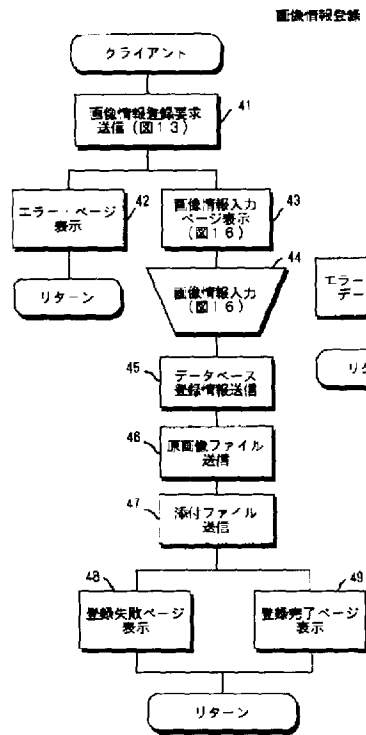 画像情報登録
クライアント
画像情報登録要求
送信(図13)
41
エラー・ページ
表示
42
画像情報入力
ページ表示
(図16)
43
リターン
画像情報入力
(図16)
44
エラー
デー
リタ
45
データベース
登録情報送信
46
原画像ファイル
送信
47
添付ファイル
送信
48
登録失敗ページ
表示
49
登録完了ページ
表示
リターン